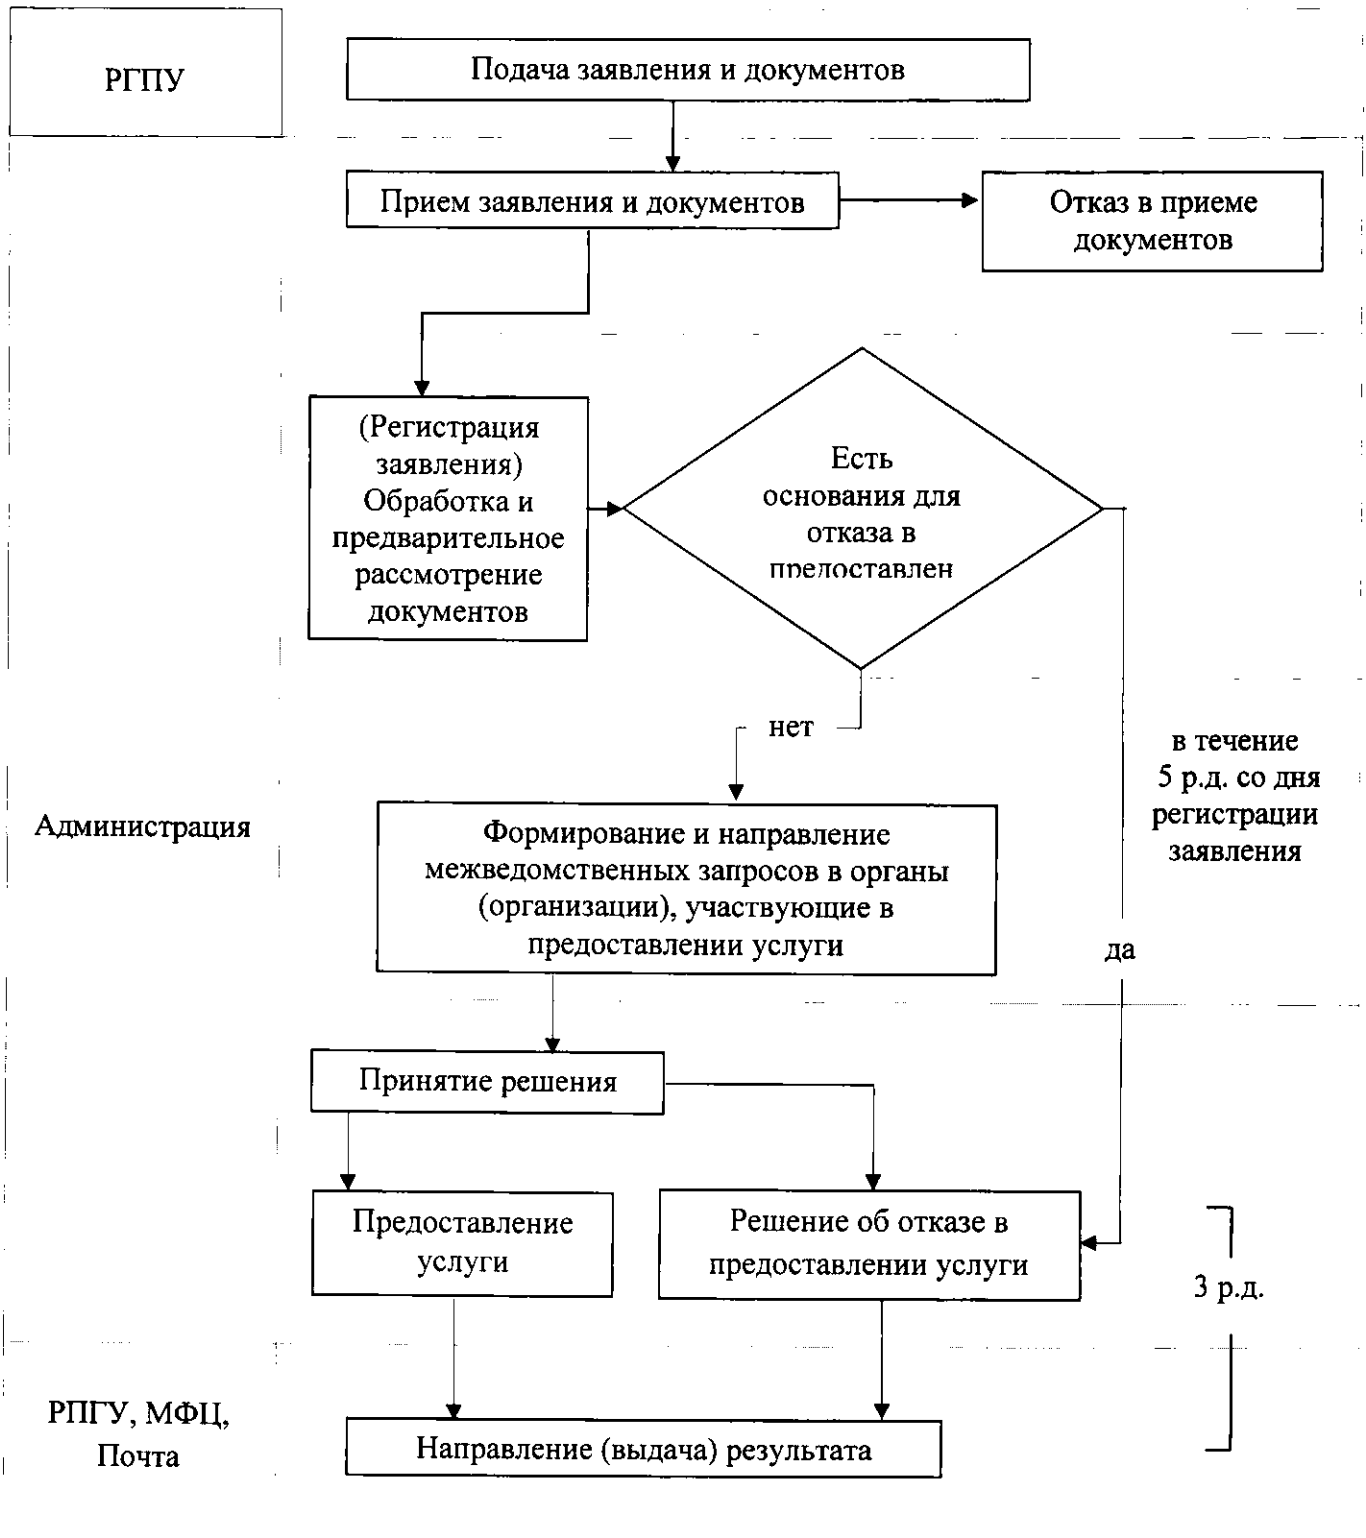 РГПУ
Подача заявления и документов
Прием заявления и документов
Отказ в приеме
документов
(Регистрация
заявления)
Обработка и
предварительное
рассмотрение
документов
Есть
основания для
отказа в
предоставлен
нет
в течение
5 р.д. со дня
регистрации
заявления
Администрация
Формирование и направление
межведомственных запросов в органы
(организации), участвующие в
предоставлении услуги
да
Принятие решения
Предоставление
услуги
Решение об отказе в
предоставлении услуги
3 р.д.
РПГУ, МФЦ,
Почта
Направление (выдача) результата